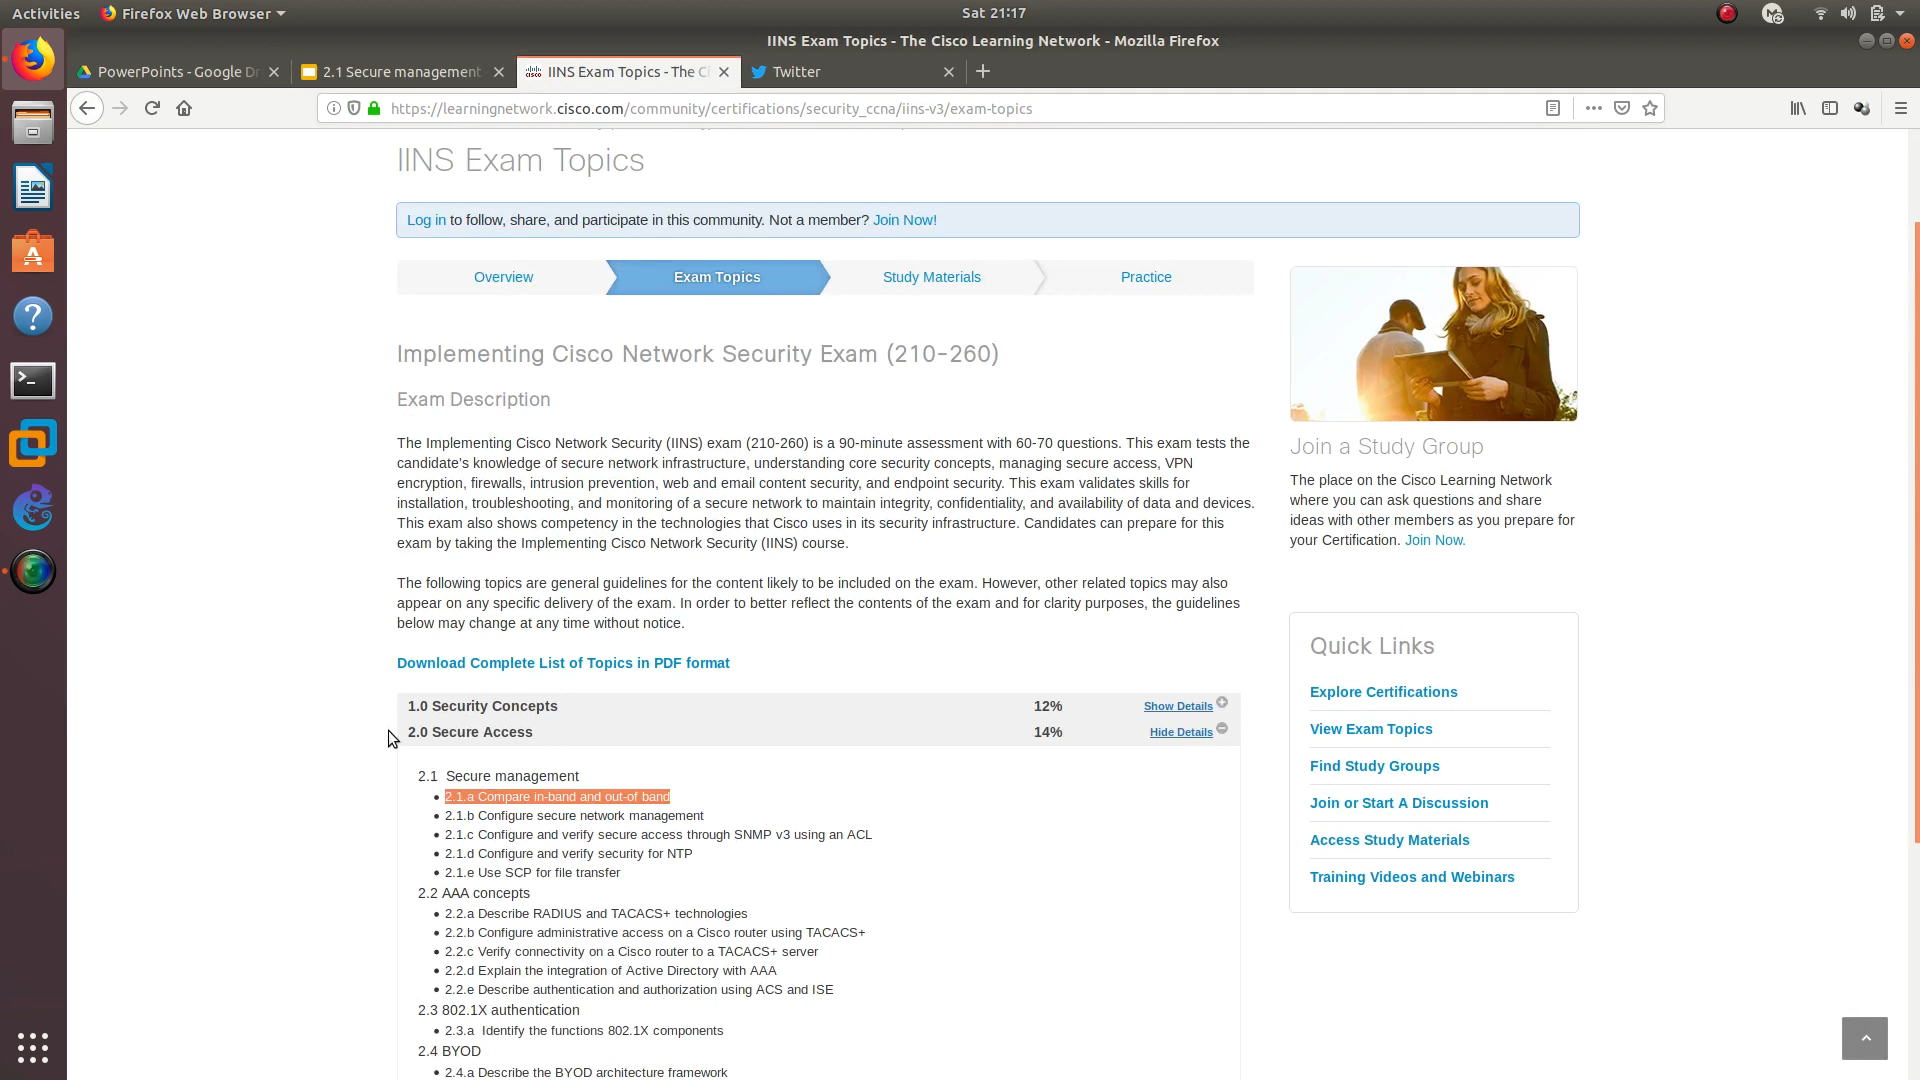 Activities
Firefox Web Browser
Sat 21:17
IINS Exam Topics - The Cisco Learning Network - Mozilla Firefox
PowerPoints - Google Dr
2.1 Secure management
IINS Exam Topics - The Ci
Twitter
https://learningnetwork.cisco.com/community/certifications/security_ccna/iins-v3/exam-topics
IINS Exam Topics
Log in to follow, share, and participate in this community. Not a member? Join Now!
Overview
Exam Topics
Study Materials
Practice
Implementing Cisco Network Security Exam (210-260)
Exam Description
The Implementing Cisco Network Security (IINS) exam (210-260) is a 90-minute assessment with 60-70 questions. This exam tests the
candidate's knowledge of secure network infrastructure, understanding core security concepts, managing secure access, VPN
encryption, firewalls, intrusion prevention, web and email content security, and endpoint security. This exam validates skills for
installation, troubleshooting, and monitoring of a secure network to maintain integrity, confidentiality, and availability of data and devices.
This exam also shows competency in the technologies that Cisco uses in its security infrastructure. Candidates can prepare for this
exam by taking the Implementing Cisco Network Security (IINS) course.
The following topics are general guidelines for the content likely to be included on the exam. However, other related topics may also
appear on any specific delivery of the exam. In order to better reflect the contents of the exam and for clarity purposes, the guidelines
below may change at any time without notice.
Download Complete List of Topics in PDF format
1.0 Security Concepts 12% Show Details
2.0 Secure Access 14% Hide Details
2.1 Secure management
• 2.1.a Compare in-band and out-of band
• 2.1.b Configure secure network management
• 2.1.c Configure and verify secure access through SNMP v3 using an ACL
• 2.1.d Configure and verify security for NTP
• 2.1.e Use SCP for file transfer
2.2 AAA concepts
• 2.2.a Describe RADIUS and TACACS+ technologies
• 2.2.b Configure administrative access on a Cisco router using TACACS+
• 2.2.c Verify connectivity on a Cisco router to a TACACS+ server
• 2.2.d Explain the integration of Active Directory with AAA
• 2.2.e Describe authentication and authorization using ACS and ISE
2.3 802.1X authentication
• 2.3.a Identify the functions 802.1X components
2.4 BYOD
• 2.4.a Describe the BYOD architecture framework
Join a Study Group
The place on the Cisco Learning Network
where you can ask questions and share
ideas with other members as you prepare for
your Certification. Join Now.
Quick Links
Explore Certifications
View Exam Topics
Find Study Groups
Join or Start A Discussion
Access Study Materials
Training Videos and Webinars